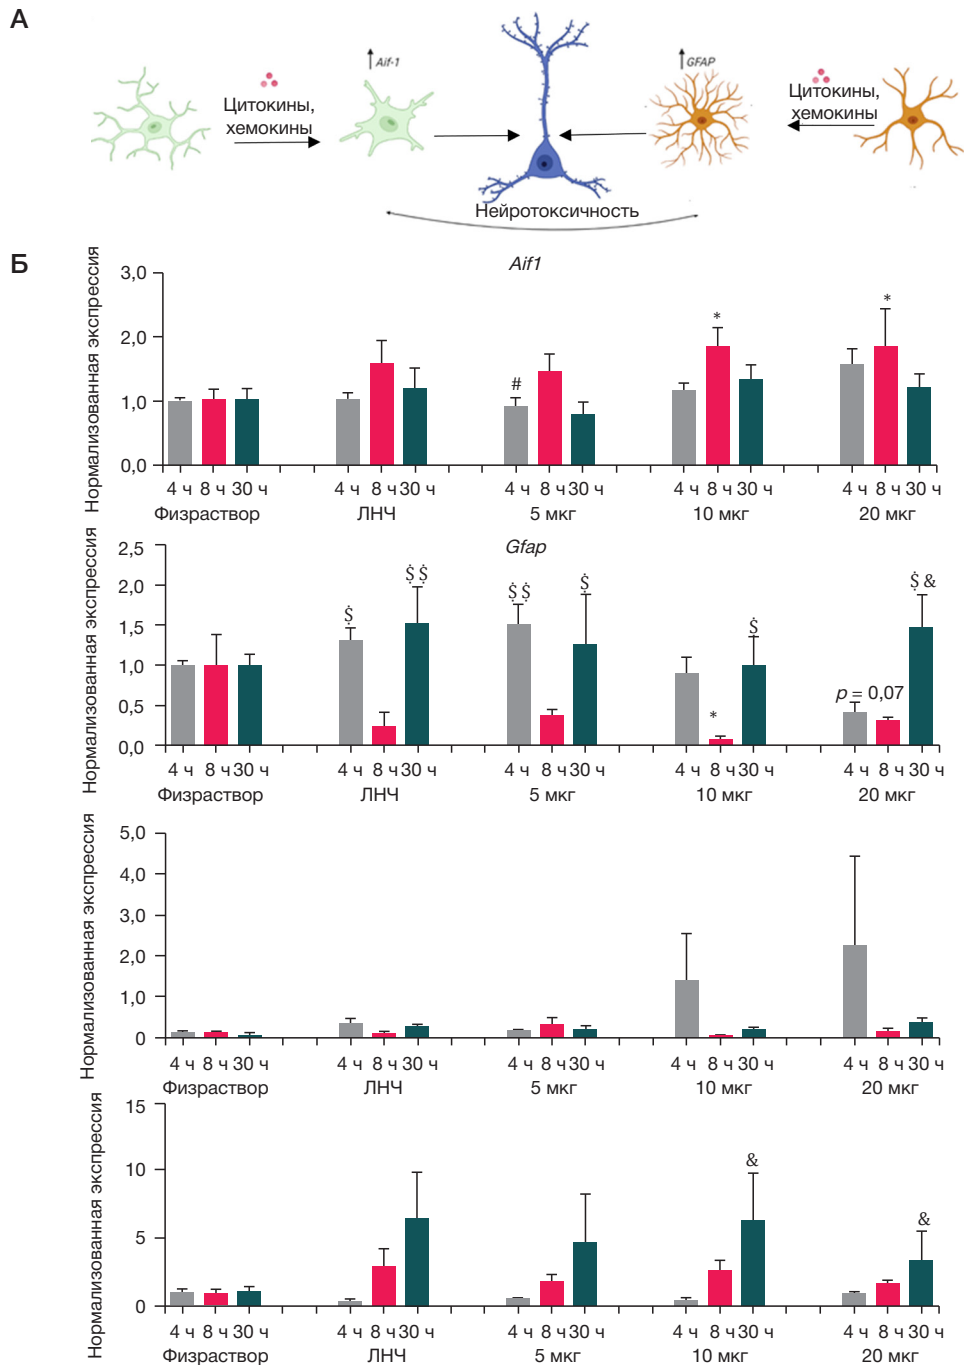 А
Aif-1
GFAP
Цитокины,
хемокины
Цитокины,
хемокины
Нейротоксичность
Б
Aif1
Нормализованная экспрессия
3,0
2,0
1,0
0,0
#
*
*
4 ч 8 ч 30 ч 4 ч 8 ч 30 ч 4 ч 8 ч 30 ч 4 ч 8 ч 30 ч 4 ч 8 ч 30 ч
Физраствор ЛНЧ 5 мкг 10 мкг 20 мкг
Gfap
Нормализованная экспрессия
2,5
2,0
1,5
1,0
0,5
0,0
$ $$ $$ $ * $ p = 0,07 $ &
4 ч 8 ч 30 ч 4 ч 8 ч 30 ч 4 ч 8 ч 30 ч 4 ч 8 ч 30 ч 4 ч 8 ч 30 ч
Физраствор ЛНЧ 5 мкг 10 мкг 20 мкг
Нормализованная экспрессия
5,0
4,0
3,0
2,0
1,0
0
4 ч 8 ч 30 ч 4 ч 8 ч 30 ч 4 ч 8 ч 30 ч 4 ч 8 ч 30 ч 4 ч 8 ч 30 ч
Физраствор ЛНЧ 5 мкг 10 мкг 20 мкг
Нормализованная экспрессия
15
10
5
0
&
&
4 ч 8 ч 30 ч 4 ч 8 ч 30 ч 4 ч 8 ч 30 ч 4 ч 8 ч 30 ч 4 ч 8 ч 30 ч
Физраствор ЛНЧ 5 мкг 10 мкг 20 мкг